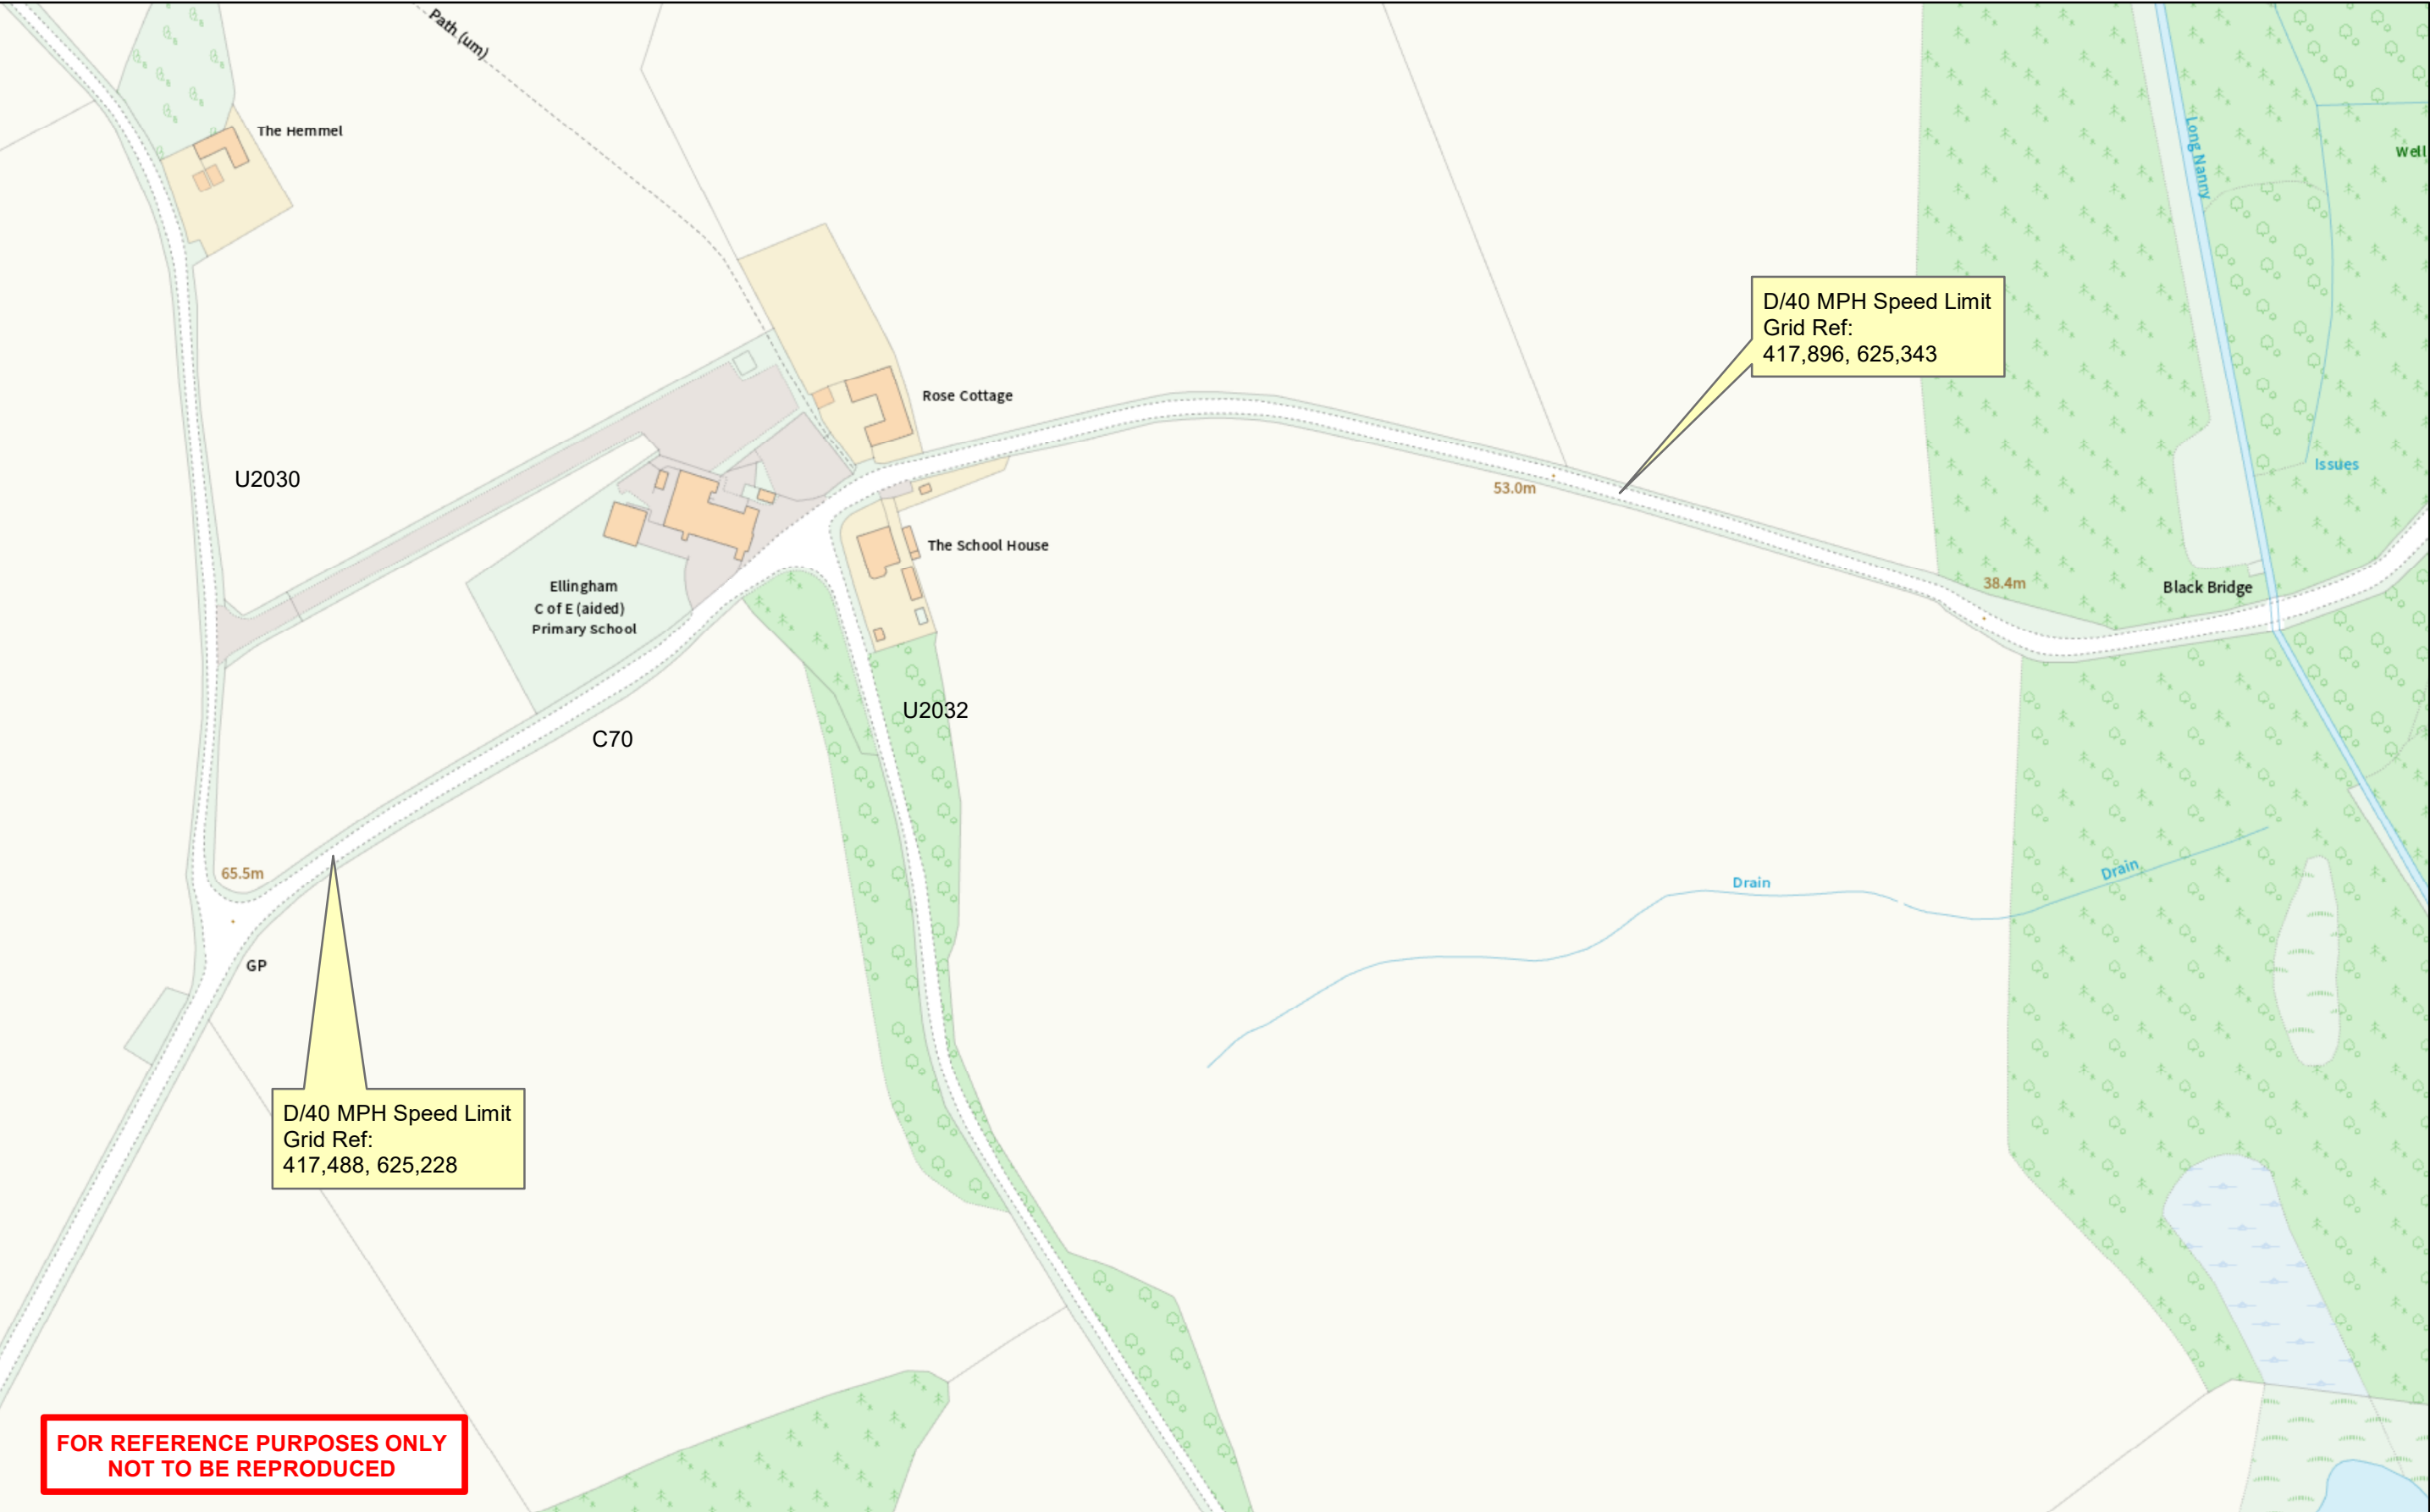 Path (um)
The Hemmel
Long Nanny
Well
D/40 MPH Speed Limit
Grid Ref:
417,896, 625,343
Rose Cottage
U2030
53.0m
Issues
The School House
Ellingham
C of E (aided)
Primary School
38.4m
Black Bridge
U2032
C70
65.5m
Drain
Drain
GP
D/40 MPH Speed Limit
Grid Ref:
417,488, 625,228
FOR REFERENCE PURPOSES ONLY
NOT TO BE REPRODUCED